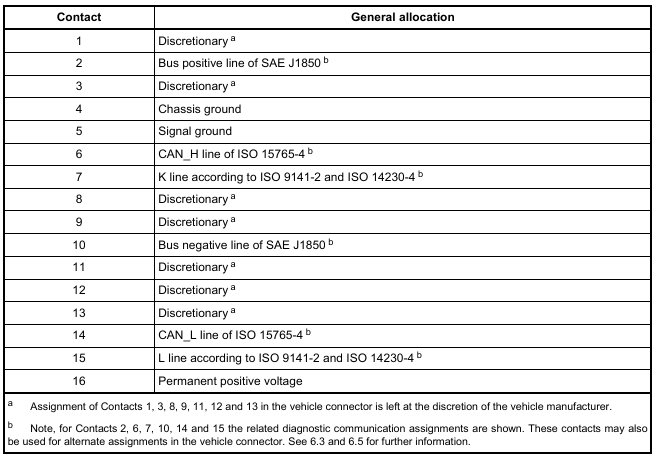 Contact General allocation
1 Discretionary a
2 Bus positive line of SAE J1850 b
3 Discretionary a
4 Chassis ground
5 Signal ground
6 CAN_H line of ISO 15765-4 b
7 K line according to ISO 9141-2 and ISO 14230-4 b
8 Discretionary a
9 Discretionary a
10 Bus negative line of SAE J1850 b
11 Discretionary a
12 Discretionary a
13 Discretionary a
14 CAN_L line of ISO 15765-4 b
15 L line according to ISO 9141-2 and ISO 14230-4 b
16 Permanent positive voltage
a Assignment of Contacts 1, 3, 8, 9, 11, 12 and 13 in the vehicle connector is left at the discretion of the vehicle manufacturer.
b Note, for Contacts 2, 6, 7, 10, 14 and 15 the related diagnostic communication assignments are shown. These contacts may also
be used for alternate assignments in the vehicle connector. See 6.3 and 6.5 for further information.